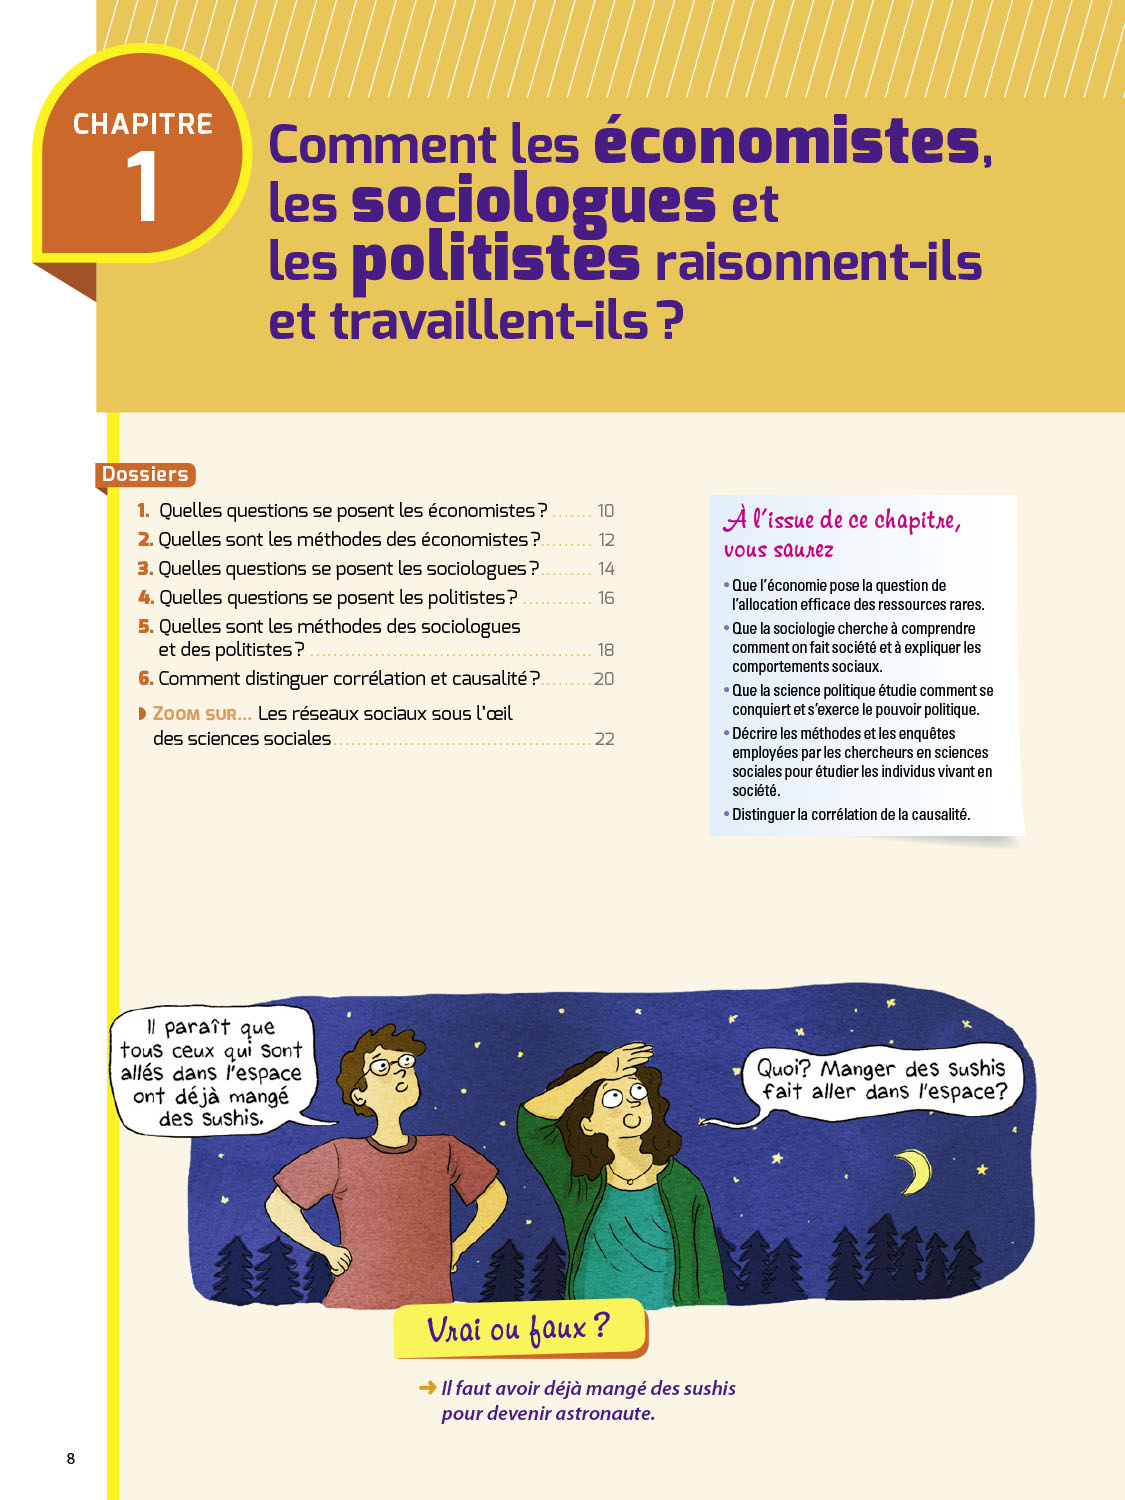 CHAPITRE
1
Comment les économistes,
les sociologues et
les politistes raisonnent-ils
et travaillent-ils ?
Dossiers
1. Quelles questions se posent les économistes ? ....... 10
2. Quelles sont les méthodes des économistes ? ......... 12
3. Quelles questions se posent les sociologues ? ......... 14
4. Quelles questions se posent les politistes ? ............ 16
5. Quelles sont les méthodes des sociologues
et des politistes ? ................................................ 18
6. Comment distinguer corrélation et causalité ? ......... 20
ZOOM SUR... Les réseaux sociaux sous l'œil
des sciences sociales ............................................ 22
À l'issue de ce chapitre,
vous saurez
• Que l'économie pose la question de
l'allocation efficace des ressources rares.
• Que la sociologie cherche à comprendre
comment on fait société et à expliquer les
comportements sociaux.
• Que la science politique étudie comment se
conquiert et s'exerce le pouvoir politique.
• Décrire les méthodes et les enquêtes
employées par les chercheurs en sciences
sociales pour étudier les individus vivant en
société.
• Distinguer la corrélation de la causalité.
Il paraît que
tous ceux qui sont
allés dans l'espace
ont déjà mangé
des sushis.
Quoi? Manger des sushis
fait aller dans l'espace?
Vrai ou faux ?
➜ Il faut avoir déjà mangé des sushis
pour devenir astronaute.
8